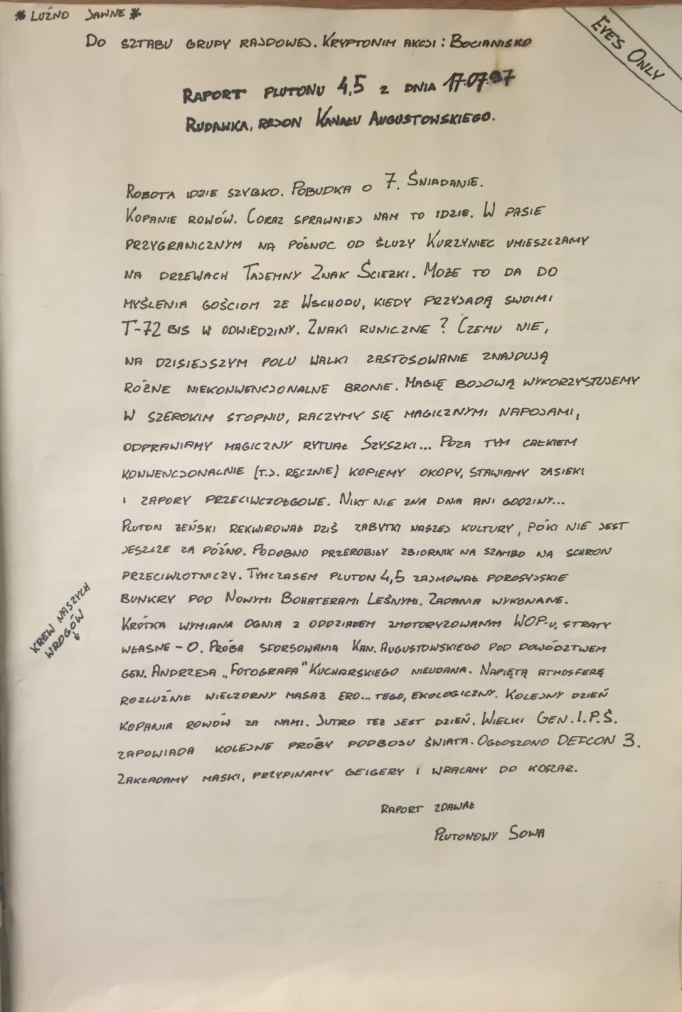 * LUŹNO JAWNE *
EYES ONLY
DO SZTABU GRUPY RAJDOWEJ. KRYPTONIM AKCJI: BOCIANISKO
RAPORT PLUTONU 4,5 Z DNIA 17.07.97
RUDAWKA, REJON KANAŁU AUGUSTOWSKIEGO.
ROBOTA IDZIE SZYBKO. POBUDKA O 7. ŚNIADANIE.
KOPANIE ROWÓW. CORAZ SPRAWNIEJ NAM TO IDZIE. W PASIE
PRZYGRANICZNYM NA PÓŁNOC OD ŚLUZY KURZYNIEC UMIESZCZAMY
NA DRZEWACH TAJEMNY ZNAK ŚCIEŻKI. MOŻE TO DA DO
MYŚLENIA GOŚCIOM ZE WSCHODU, KIEDY PRZYJADĄ SWOIMI
T-72 BIS W ODWIEDZINY. ZNAKI RUNICZNE? CZEMU NIE,
NA DZISIEJSZYM POLU WALKI ZASTOSOWANIE ZNAJDUJĄ
RÓŻNE NIEKONWENCJONALNE BRONIE. MAGIĘ BOJOWĄ WYKORZYSTUJEMY
W SZEROKIM STOPNIU, RACZYMY SIĘ MAGICZNYMI NAPOJAMI,
ODPRAWIAMY MAGICZNY RYTUAŁ SZYSZKI... POZA TYM CAŁKIEM
KONWENCJONALNIE (T.J. RĘCZNIE) KOPIEMY OKOPY, STAWIAMY ZASIEKI
I ZAPORY PRZECIWCZOŁGOWE. NIKT NIE ZNA DNIA ANI GODZINY...
PLUTON ŻEŃSKI REKWIROWAŁ DZIŚ ZABYTKI NASZEJ KULTURY, PÓKI NIE JEST
JESZCZE ZA PÓŹNO. PODOBNO PRZEROBIŁY ZBIORNIK NA SZAMBO NA SCHRON
PRZECIWLOTNICZY. TYMCZASEM PLUTON 4,5 ZAJMOWAŁ POROSYJSKIE
BUNKRY POD NOWYMI BOHATERAMI LEŚNYMI. ZADANIA WYKONANE.
KRÓTKA WYMIANA OGNIA Z ODDZIAŁEM ZMOTORYZOWANYM WOP-U, STRATY
WŁASNE - 0. PRÓBA SFORSOWANIA KAN. AUGUSTOWSKIEGO POD DOWÓDZTWEM
GEN. ANDRZEJA „FOTOGRAFA" KUCHARSKIEGO NIEUDANA. NAPIĘTĄ ATMOSFERĘ
ROZLUŹNIŁ WIECZORNY MASAŻ ERO... TEGO, EKOLOGICZNY. KOLEJNY DZIEŃ
KOPANIA ROWÓW ZA NAMI. JUTRO TEŻ JEST DZIEŃ. WIELKI GEN. I.P.Ś.
ZAPOWIADA KOLEJNE PRÓBY PODBOJU ŚWIATA. OGŁOSZONO DEFCON 3.
ZAKŁADAMY MASKI, PRZYPINAMY GEIGERY I WRACAMY DO KOSZAR.
KREW NASZYCH
WROGÓW
RAPORT ZDAWAŁ
PLUTONOWY SOWA